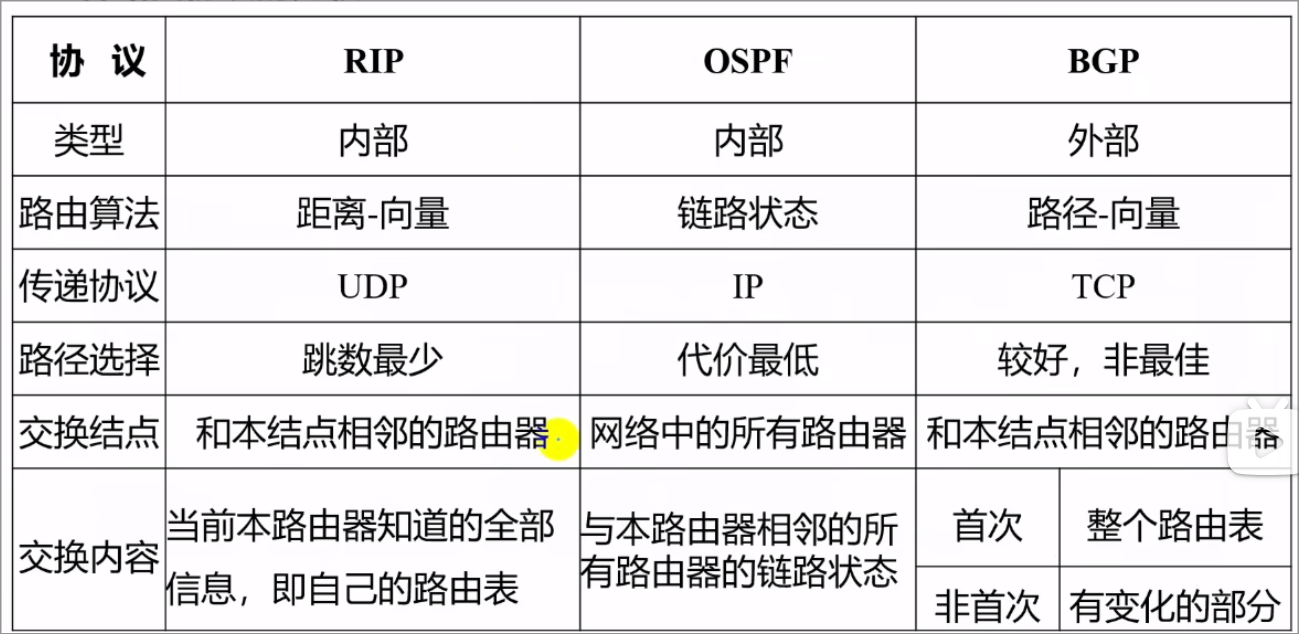 协 议 RIP OSPF BGP
类型 内部 内部 外部
路由算法 距离-向量 链路状态 路径-向量
传递协议 UDP IP TCP
路径选择 跳数最少 代价最低 较好，非最佳
交换结点 和本结点相邻的路由器 网络中的所有路由器 和本结点相邻的路由器
交换内容
当前本路由器知道的全部
信息，即自己的路由表
与本路由器相邻的所
有路由器的链路状态
首次 整个路由表
非首次 有变化的部分